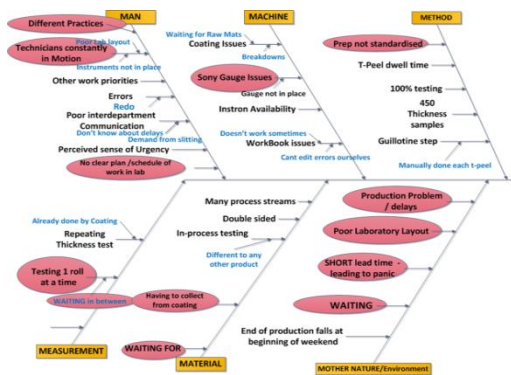 MAN
MACHINE
METHOD
Different Practices
Poor Lab layout
Technicians constantly
in Motion
Instruments not in place
Other work priorities
Errors
Redo
Poor interdepartment
Communication
Don't know about delays
Demand from slitting
Perceived sense of Urgency
No clear plan /schedule of
work in lab
Waiting for Raw Mats
Coating Issues
Breakdowns
Sony Gauge Issues
Gauge not in place
Instron Availability
Doesn't work sometimes
WorkBook issues
Cant edit errors ourselves
Prep not standardised
T-Peel dwell time
100% testing
450
Thickness
samples
Guillotine step
Manually done each t-peel
Already done by Coating
Repeating
Thickness test
Testing 1 roll
at a time
WAITING in between
MEASUREMENT
Many process streams
Double sided
In-process testing
Different to any
other product
Having to collect
from coating
WAITING FOR
MATERIAL
Production Problem
/ delays
Poor Laboratory Layout
SHORT lead time -
leading to panic
WAITING
End of production falls at
beginning of weekend
MOTHER NATURE/Environment